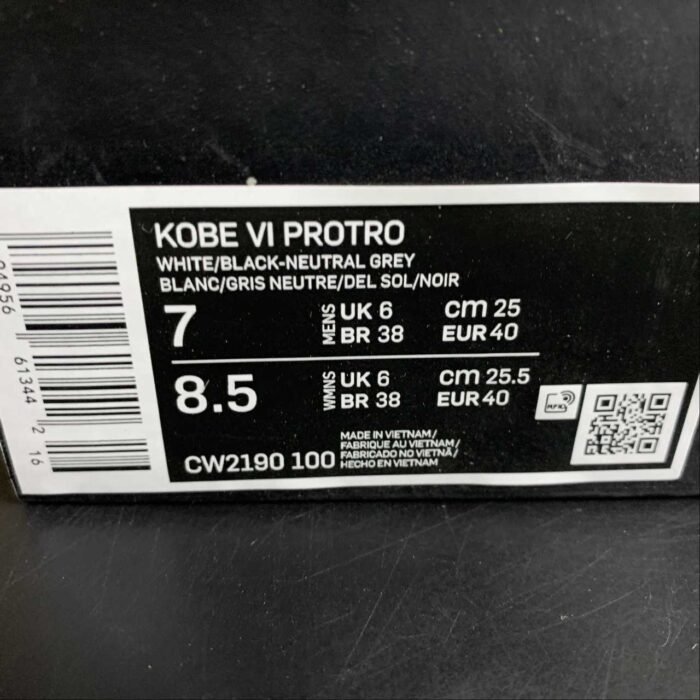 KOBE VI PROTRO
WHITE/BLACK-NEUTRAL GREY
BLANC/GRIS NEUTRE/DEL SOL/NOIR
7 MENS UK 6 cm 25
BR 38 EUR 40
8.5 WMNS UK 6 cm 25.5
BR 38 EUR 40
CW2190 100
MADE IN VIETNAM/
FABRIQUE AU VIETNAM/
FABRICADO NO VIETNÃ/
HECHO EN VIETNAM
61344 2 16